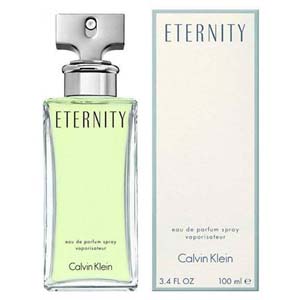 ETERNITY
eau de parfum spray
vaporisateur
Calvin Klein
ETERNITY
eau de parfum spray
vaporisateur
Calvin Klein
3.4 FL OZ 100 ml ℮